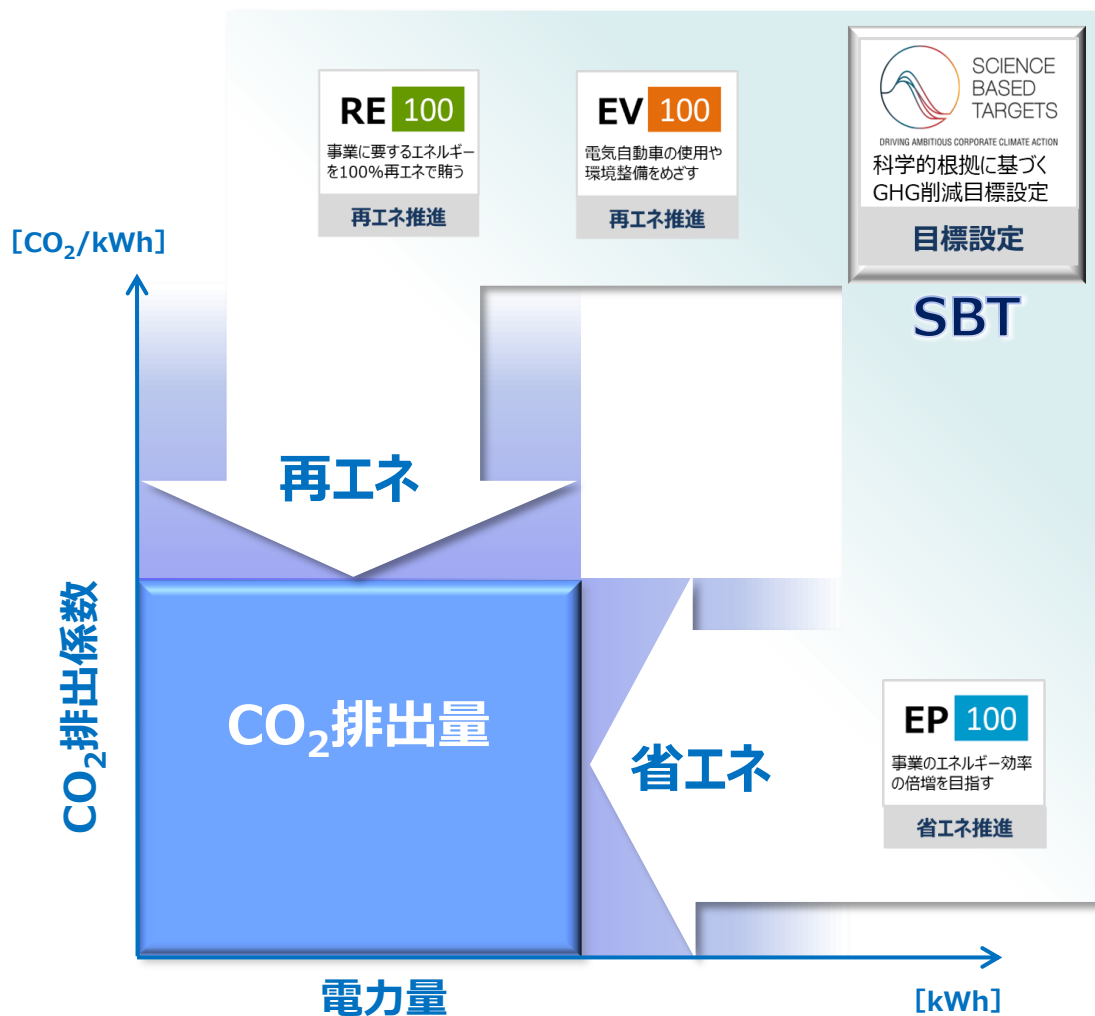 RE 100
事業に要するエネルギー
を100%再エネで賄う
再エネ推進
EV 100
電気自動車の使用や
環境整備をめざす
再エネ推進
SCIENCE
BASED
TARGETS
DRIVING AMBITIOUS CORPORATE CLIMATE ACTION
科学的根拠に基づく
GHG削減目標設定
目標設定
SBT
[CO₂/kWh]
再エネ
CO₂排出係数
CO₂排出量
省エネ
EP 100
事業のエネルギー効率
の倍増を目指す
省エネ推進
電力量
[kWh]